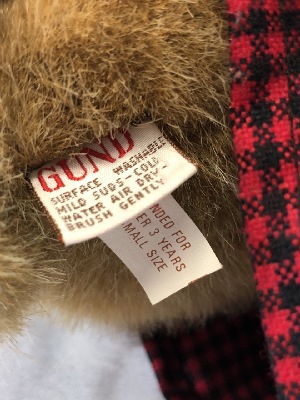 GUND
SURFACE WASHABLE
MILD SUDS-COLD
WATER AIR DRY
BRUSH GENTLY
NDED FOR
ER 3 YEARS
MALL SIZE